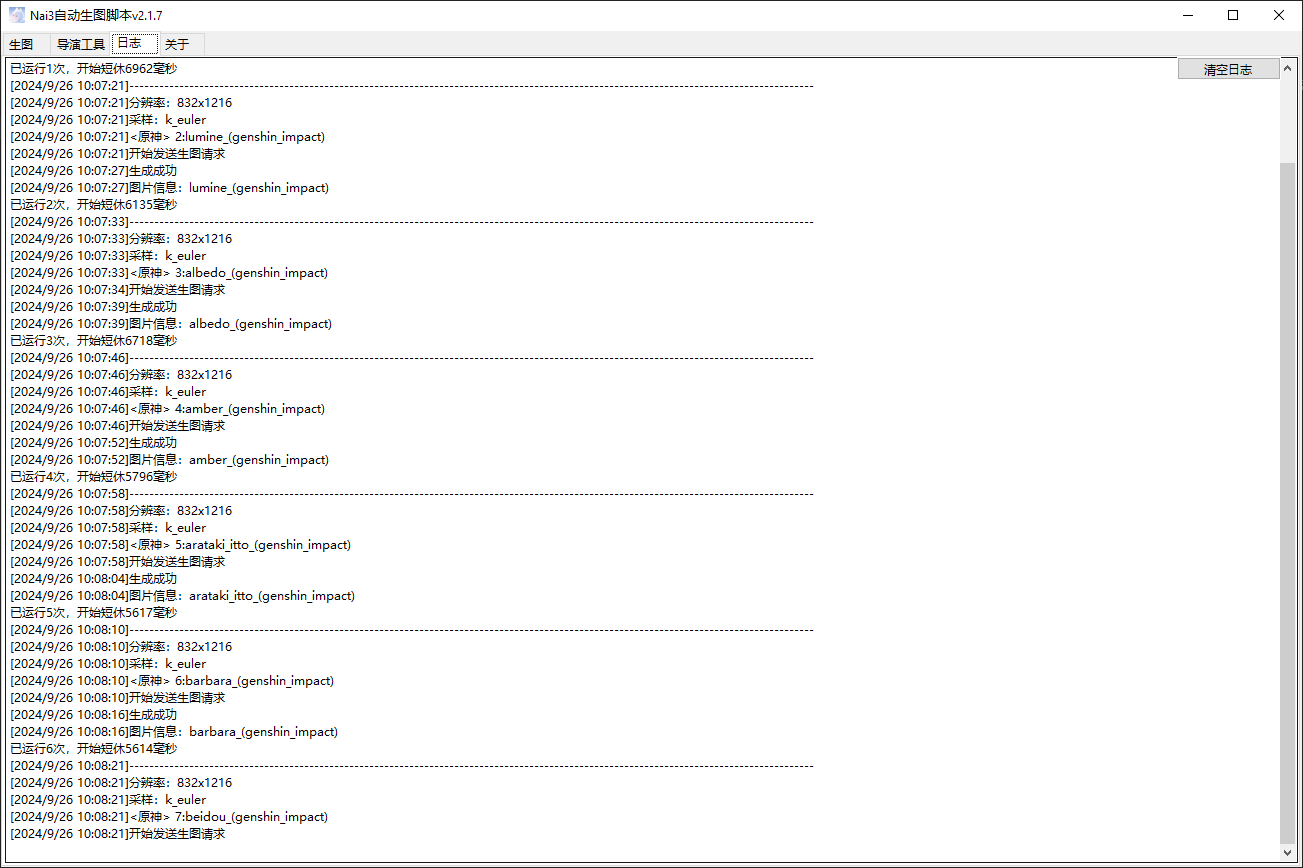 Nai3自动生图脚本v2.1.7
生图 导演工具 日志 关于
清空日志
已运行1次，开始短休6962毫秒
[2024/9/26 10:07:21]------------------------------------------------------------------------------------------------------------------
[2024/9/26 10:07:21]分辨率：832x1216
[2024/9/26 10:07:21]采样：k_euler
[2024/9/26 10:07:21]<原神> 2:lumine_(genshin_impact)
[2024/9/26 10:07:21]开始发送生图请求
[2024/9/26 10:07:27]生成成功
[2024/9/26 10:07:27]图片信息：lumine_(genshin_impact)
已运行2次，开始短休6135毫秒
[2024/9/26 10:07:33]------------------------------------------------------------------------------------------------------------------
[2024/9/26 10:07:33]分辨率：832x1216
[2024/9/26 10:07:33]采样：k_euler
[2024/9/26 10:07:33]<原神> 3:albedo_(genshin_impact)
[2024/9/26 10:07:34]开始发送生图请求
[2024/9/26 10:07:39]生成成功
[2024/9/26 10:07:39]图片信息：albedo_(genshin_impact)
已运行3次，开始短休6718毫秒
[2024/9/26 10:07:46]------------------------------------------------------------------------------------------------------------------
[2024/9/26 10:07:46]分辨率：832x1216
[2024/9/26 10:07:46]采样：k_euler
[2024/9/26 10:07:46]<原神> 4:amber_(genshin_impact)
[2024/9/26 10:07:46]开始发送生图请求
[2024/9/26 10:07:52]生成成功
[2024/9/26 10:07:52]图片信息：amber_(genshin_impact)
已运行4次，开始短休5796毫秒
[2024/9/26 10:07:58]------------------------------------------------------------------------------------------------------------------
[2024/9/26 10:07:58]分辨率：832x1216
[2024/9/26 10:07:58]采样：k_euler
[2024/9/26 10:07:58]<原神> 5:arataki_itto_(genshin_impact)
[2024/9/26 10:07:58]开始发送生图请求
[2024/9/26 10:08:04]生成成功
[2024/9/26 10:08:04]图片信息：arataki_itto_(genshin_impact)
已运行5次，开始短休5617毫秒
[2024/9/26 10:08:10]------------------------------------------------------------------------------------------------------------------
[2024/9/26 10:08:10]分辨率：832x1216
[2024/9/26 10:08:10]采样：k_euler
[2024/9/26 10:08:10]<原神> 6:barbara_(genshin_impact)
[2024/9/26 10:08:10]开始发送生图请求
[2024/9/26 10:08:16]生成成功
[2024/9/26 10:08:16]图片信息：barbara_(genshin_impact)
已运行6次，开始短休5614毫秒
[2024/9/26 10:08:21]------------------------------------------------------------------------------------------------------------------
[2024/9/26 10:08:21]分辨率：832x1216
[2024/9/26 10:08:21]采样：k_euler
[2024/9/26 10:08:21]<原神> 7:beidou_(genshin_impact)
[2024/9/26 10:08:21]开始发送生图请求